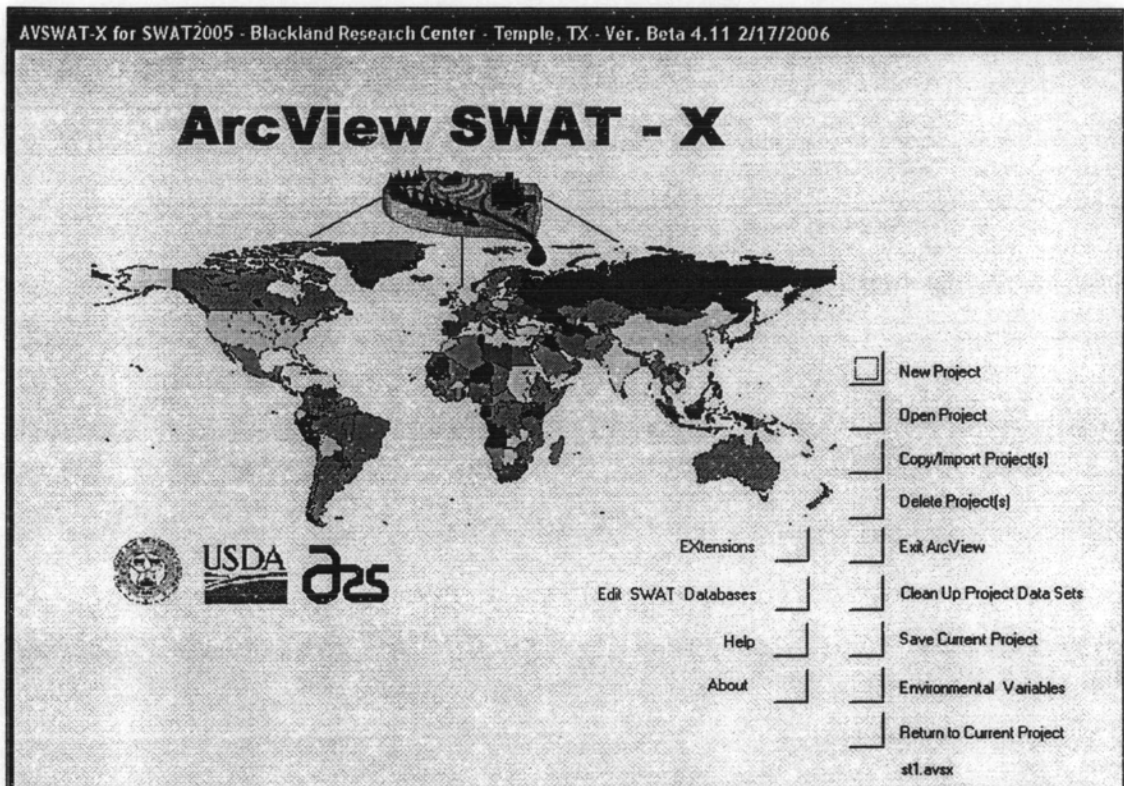 AVSWAT-X for SWAT2005 - Blackland Research Center - Temple, TX - Ver. Beta 4.11 2/17/2006
ArcView SWAT - X
New Project
Open Project
Copy/Import Project(s)
Delete Project(s)
EXtensions
Exit ArcView
USDA
Edit SWAT Databases
Clean Up Project Data Sets
Help
Save Current Project
About
Environmental Variables
Return to Current Project
st1.avsx